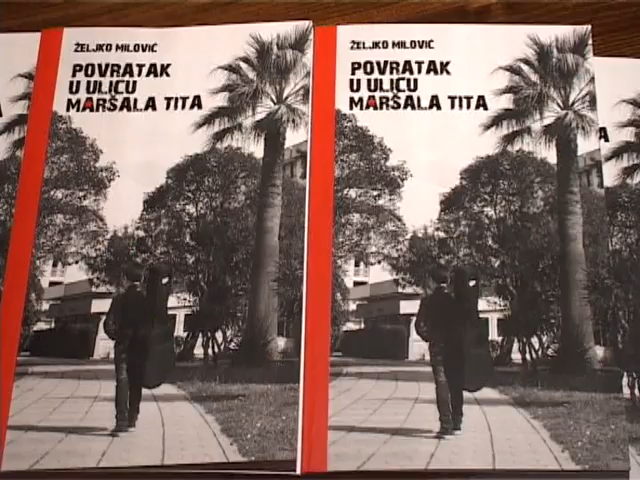 ŽELJKO MILOVIĆ
POVRATAK
U ULICU
MARŠALA TITA
ŽELJKO MILOVIĆ
POVRATAK
U ULICU
MARŠALA TITA
A